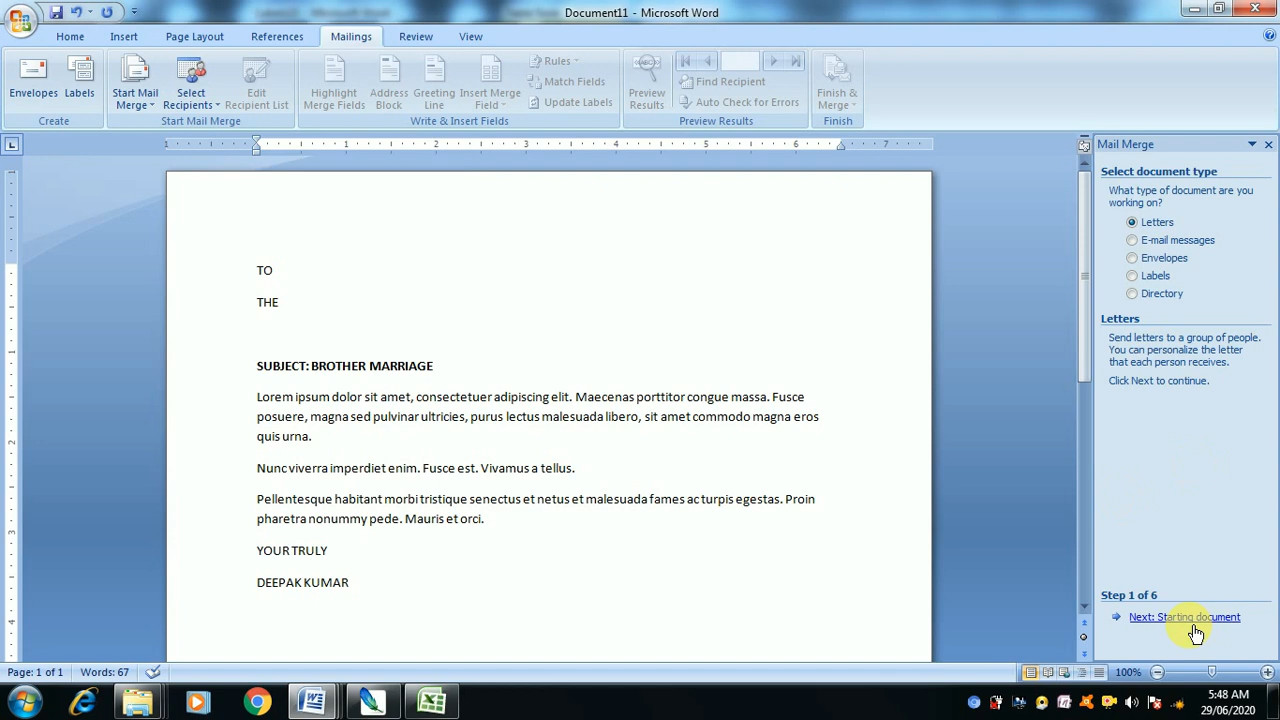 Document11 - Microsoft Word
Home Insert Page Layout References Mailings Review View
Envelopes Labels Start Mail Merge Select Recipients Edit Recipient List Highlight Merge Fields Address Block Greeting Line Insert Merge Field Rules Match Fields Update Labels Preview Results Find Recipient Auto Check for Errors Finish & Merge
Create Start Mail Merge Write & Insert Fields Preview Results Finish
1 1 2 3 4 5 6 7
Mail Merge
Select document type
What type of document are you
working on?
Letters
E-mail messages
Envelopes
Labels
Directory
Letters
Send letters to a group of people.
You can personalize the letter
that each person receives.
Click Next to continue.
Step 1 of 6
Next: Starting document
TO
THE
SUBJECT: BROTHER MARRIAGE
Lorem ipsum dolor sit amet, consectetuer adipiscing elit. Maecenas porttitor congue massa. Fusce
posuere, magna sed pulvinar ultricies, purus lectus malesuada libero, sit amet commodo magna eros
quis urna.
Nunc viverra imperdiet enim. Fusce est. Vivamus a tellus.
Pellentesque habitant morbi tristique senectus et netus et malesuada fames ac turpis egestas. Proin
pharetra nonummy pede. Mauris et orci.
YOUR TRULY
DEEPAK KUMAR
Page: 1 of 1 Words: 67 100%
5:48 AM
29/06/2020